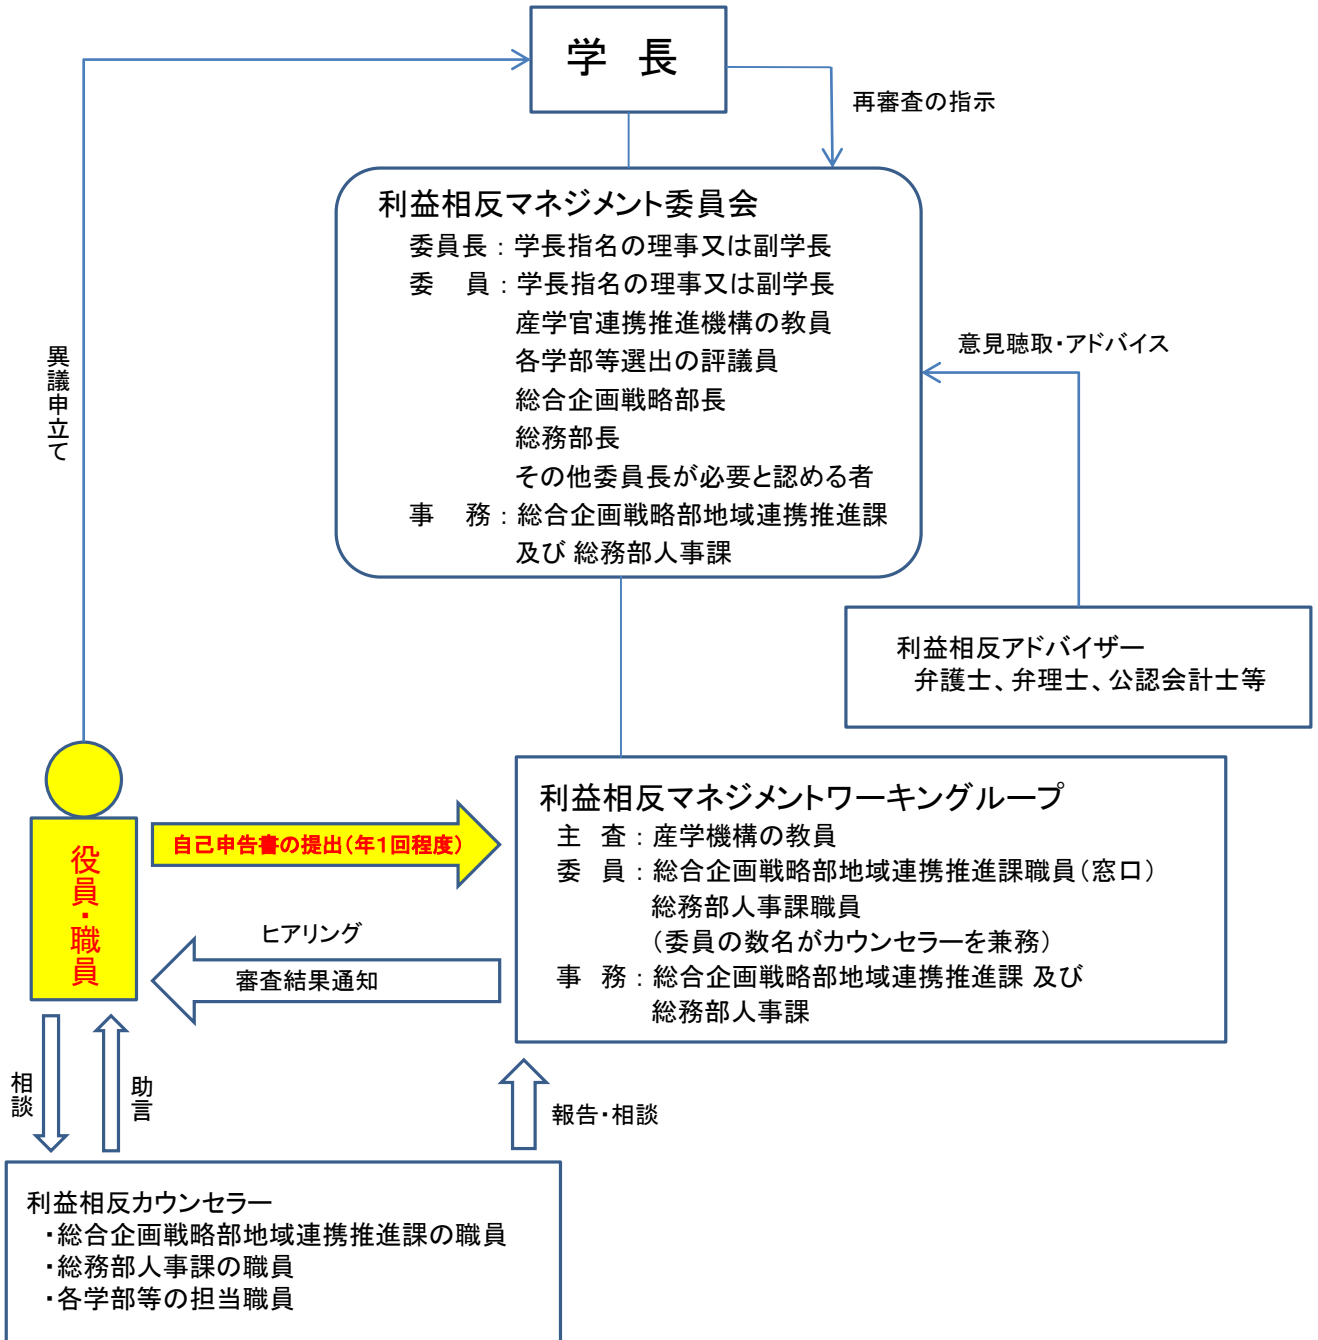 学 長
再審査の指示
利益相反マネジメント委員会
委員長：学長指名の理事又は副学長
委 員：学長指名の理事又は副学長
産学官連携推進機構の教員
各学部等選出の評議員
総合企画戦略部長
総務部長
その他委員長が必要と認める者
事 務：総合企画戦略部地域連携推進課
及び 総務部人事課
異議申立て
意見聴取・アドバイス
利益相反アドバイザー
弁護士、弁理士、公認会計士等
役員・職員
自己申告書の提出（年１回程度）
ヒアリング
審査結果通知
利益相反マネジメントワーキングループ
主 査：産学機構の教員
委 員：総合企画戦略部地域連携推進課職員（窓口）
総務部人事課職員
（委員の数名がカウンセラーを兼務）
事 務：総合企画戦略部地域連携推進課 及び
総務部人事課
相談
助言
報告・相談
利益相反カウンセラー
・総合企画戦略部地域連携推進課の職員
・総務部人事課の職員
・各学部等の担当職員